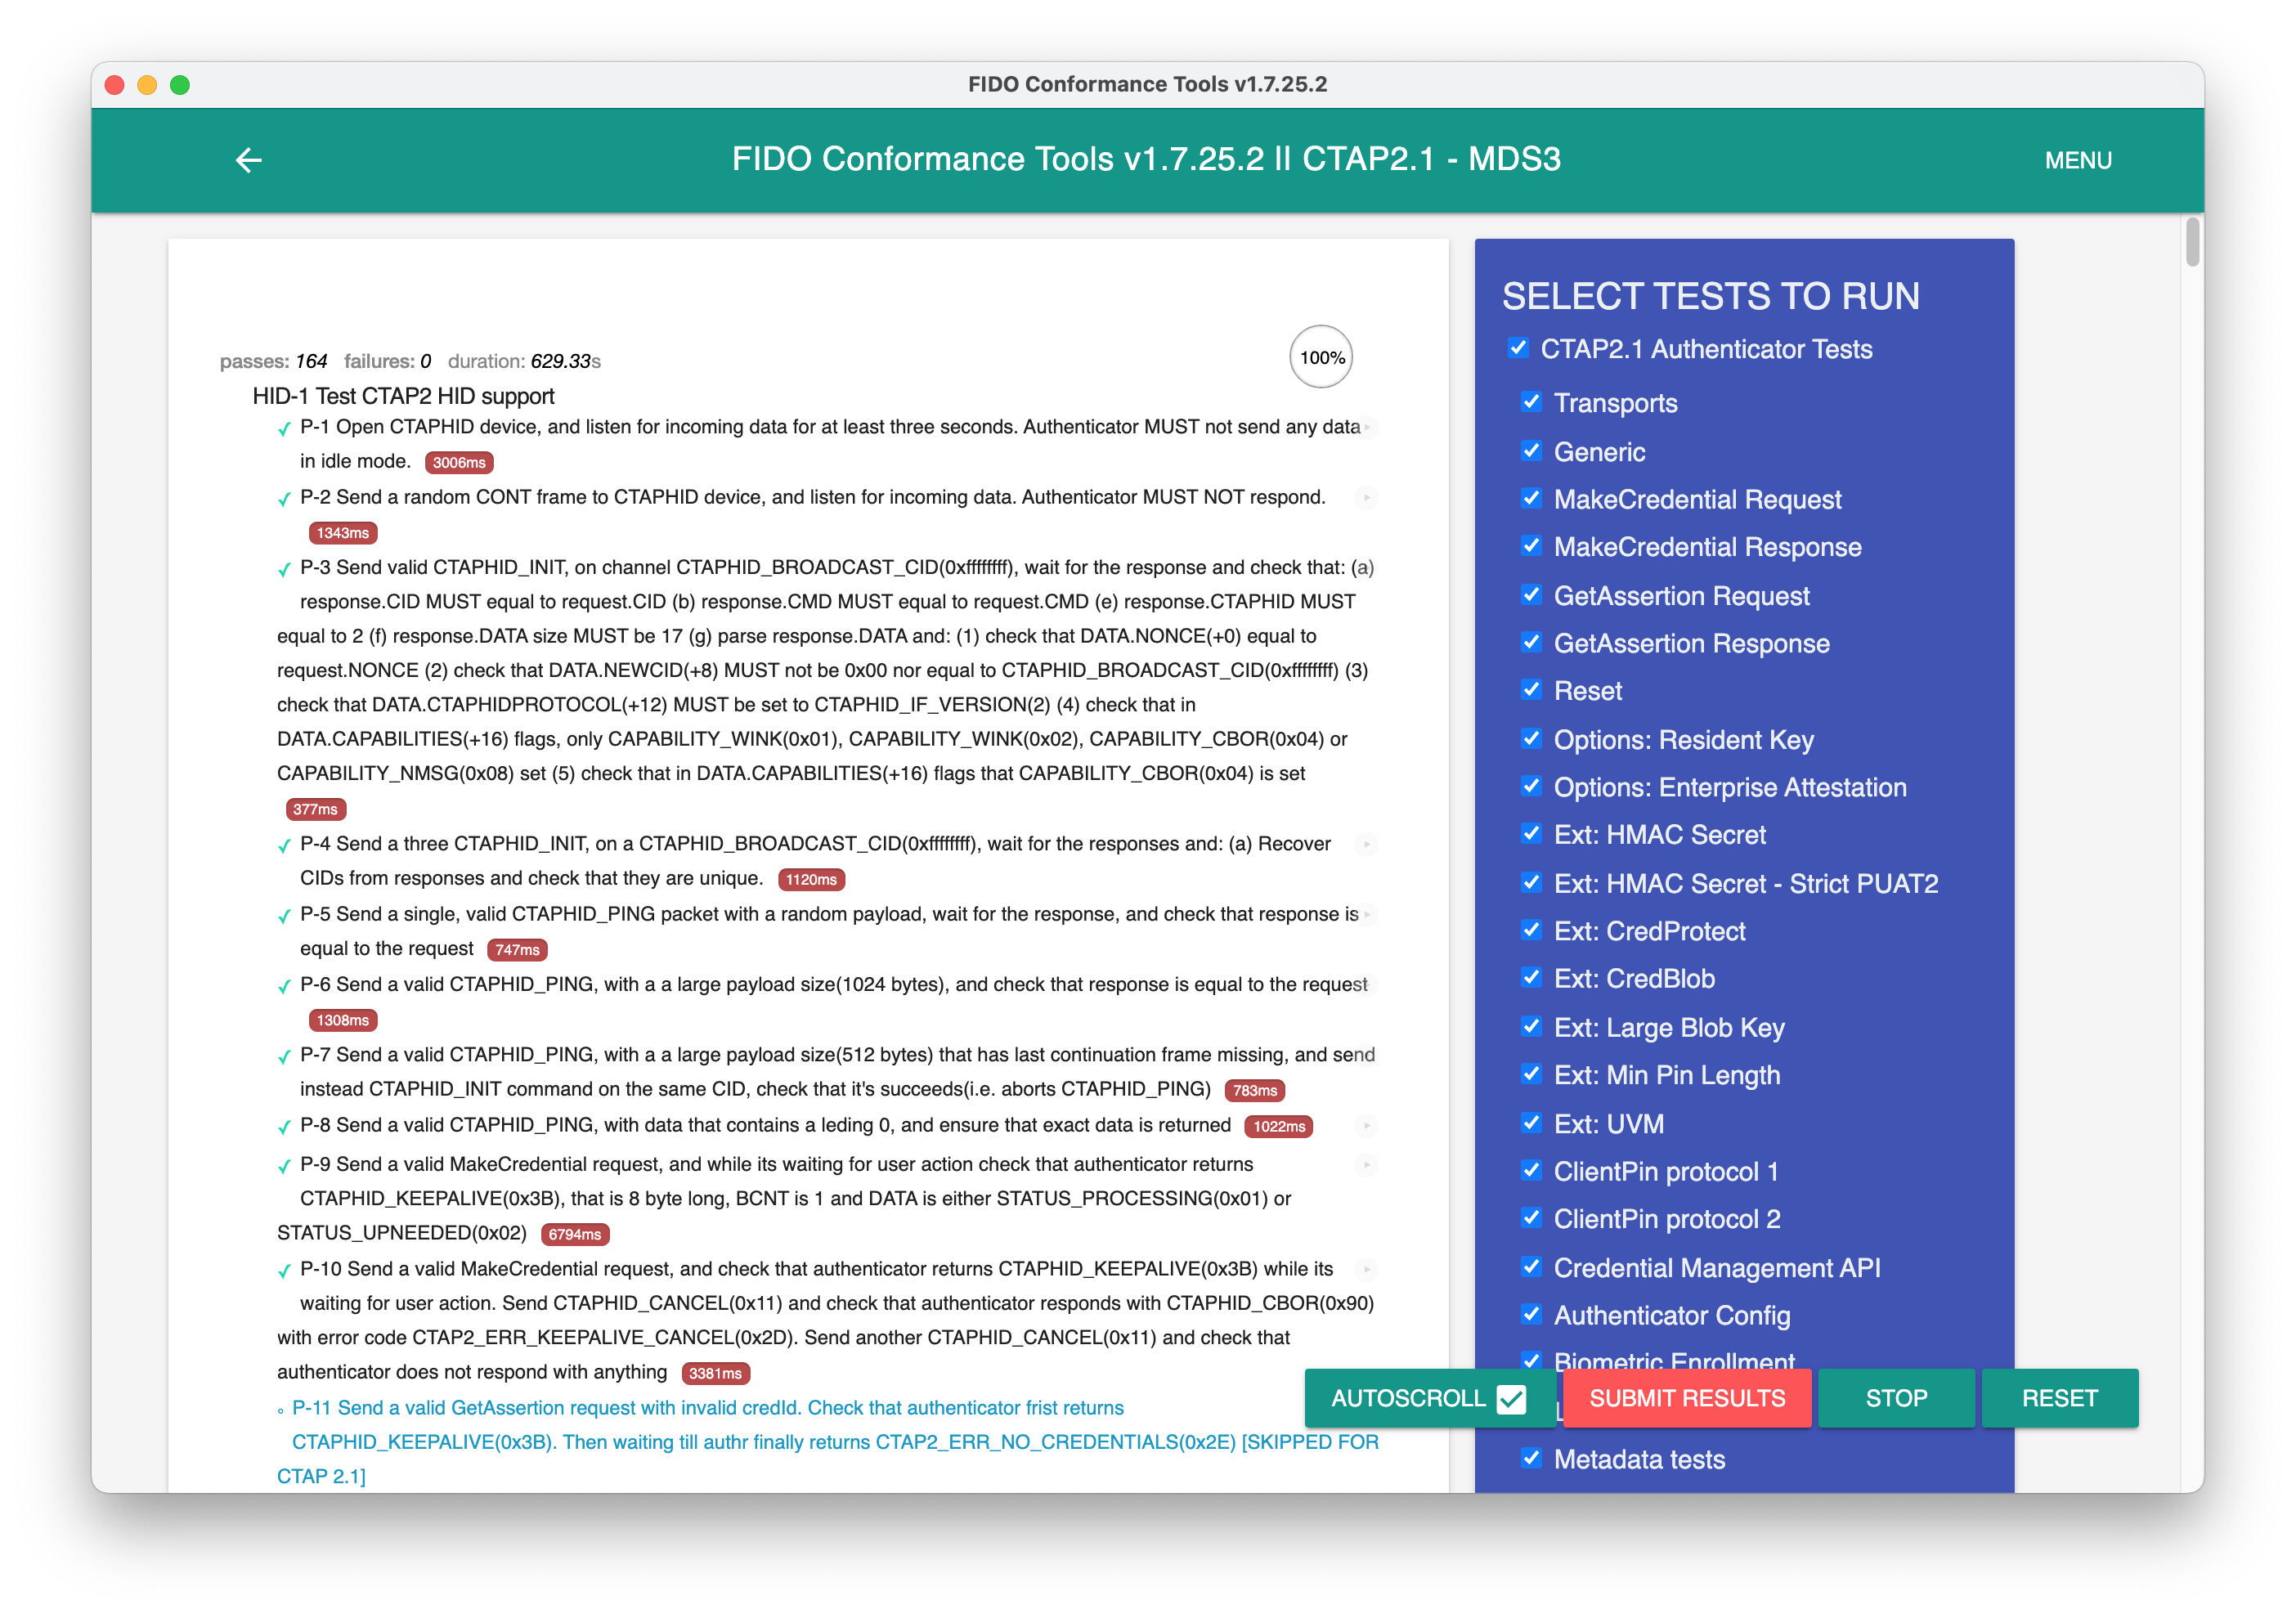 FIDO Conformance Tools v1.7.25.2
FIDO Conformance Tools v1.7.25.2 || CTAP2.1 - MDS3
MENU
passes: 164 failures: 0 duration: 629.33s
100%
HID-1 Test CTAP2 HID support
P-1 Open CTAPHID device, and listen for incoming data for at least three seconds. Authenticator MUST not send any data
in idle mode. 3006ms
P-2 Send a random CONT frame to CTAPHID device, and listen for incoming data. Authenticator MUST NOT respond.
1343ms
P-3 Send valid CTAPHID_INIT, on channel CTAPHID_BROADCAST_CID(0xffffffff), wait for the response and check that: (a)
response.CID MUST equal to request.CID (b) response.CMD MUST equal to request.CMD (e) response.CTAPHID MUST
equal to 2 (f) response.DATA size MUST be 17 (g) parse response.DATA and: (1) check that DATA.NONCE(+0) equal to
request.NONCE (2) check that DATA.NEWCID(+8) MUST not be 0x00 nor equal to CTAPHID_BROADCAST_CID(0xffffffff) (3)
check that DATA.CTAPHIDPROTOCOL(+12) MUST be set to CTAPHID_IF_VERSION(2) (4) check that in
DATA.CAPABILITIES(+16) flags, only CAPABILITY_WINK(0x01), CAPABILITY_WINK(0x02), CAPABILITY_CBOR(0x04) or
CAPABILITY_NMSG(0x08) set (5) check that in DATA.CAPABILITIES(+16) flags that CAPABILITY_CBOR(0x04) is set
377ms
P-4 Send a three CTAPHID_INIT, on a CTAPHID_BROADCAST_CID(0xffffffff), wait for the responses and: (a) Recover
CIDs from responses and check that they are unique. 1120ms
P-5 Send a single, valid CTAPHID_PING packet with a random payload, wait for the response, and check that response is
equal to the request 747ms
P-6 Send a valid CTAPHID_PING, with a a large payload size(1024 bytes), and check that response is equal to the request
1308ms
P-7 Send a valid CTAPHID_PING, with a a large payload size(512 bytes) that has last continuation frame missing, and send
instead CTAPHID_INIT command on the same CID, check that it's succeeds(i.e. aborts CTAPHID_PING) 783ms
P-8 Send a valid CTAPHID_PING, with data that contains a leding 0, and ensure that exact data is returned 1022ms
P-9 Send a valid MakeCredential request, and while its waiting for user action check that authenticator returns
CTAPHID_KEEPALIVE(0x3B), that is 8 byte long, BCNT is 1 and DATA is either STATUS_PROCESSING(0x01) or
STATUS_UPNEEDED(0x02) 6794ms
P-10 Send a valid MakeCredential request, and check that authenticator returns CTAPHID_KEEPALIVE(0x3B) while its
waiting for user action. Send CTAPHID_CANCEL(0x11) and check that authenticator responds with CTAPHID_CBOR(0x90)
with error code CTAP2_ERR_KEEPALIVE_CANCEL(0x2D). Send another CTAPHID_CANCEL(0x11) and check that
authenticator does not respond with anything 3381ms
P-11 Send a valid GetAssertion request with invalid credId. Check that authenticator frist returns
CTAPHID_KEEPALIVE(0x3B). Then waiting till authr finally returns CTAP2_ERR_NO_CREDENTIALS(0x2E) [SKIPPED FOR
CTAP 2.1]
SELECT TESTS TO RUN
CTAP2.1 Authenticator Tests
Transports
Generic
MakeCredential Request
MakeCredential Response
GetAssertion Request
GetAssertion Response
Reset
Options: Resident Key
Options: Enterprise Attestation
Ext: HMAC Secret
Ext: HMAC Secret - Strict PUAT2
Ext: CredProtect
Ext: CredBlob
Ext: Large Blob Key
Ext: Min Pin Length
Ext: UVM
ClientPin protocol 1
ClientPin protocol 2
Credential Management API
Authenticator Config
Biometric Enrollment
Metadata tests
AUTOSCROLL
SUBMIT RESULTS
STOP
RESET